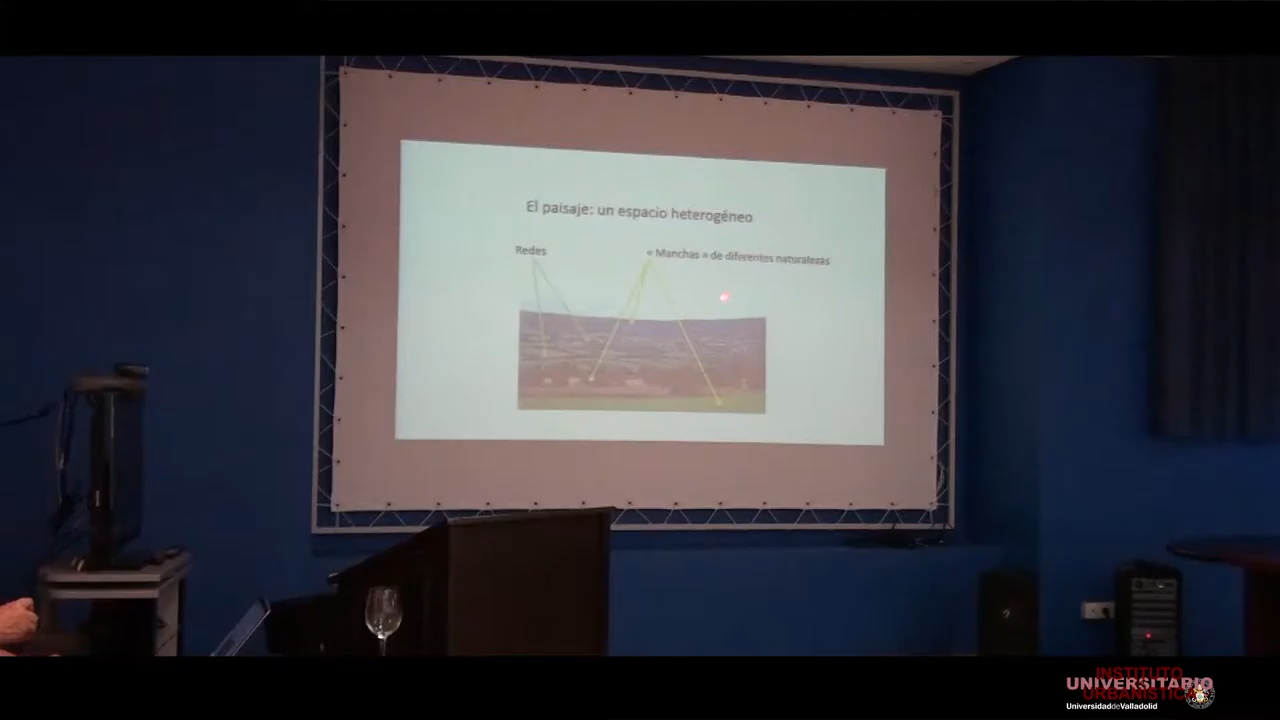 El paisaje: un espacio heterogéneo
Redes
« Manchas » de diferentes naturalezas
INSTITUTO
UNIVERSITARIO
URBANÍSTICA
UniversidaddeValladolid